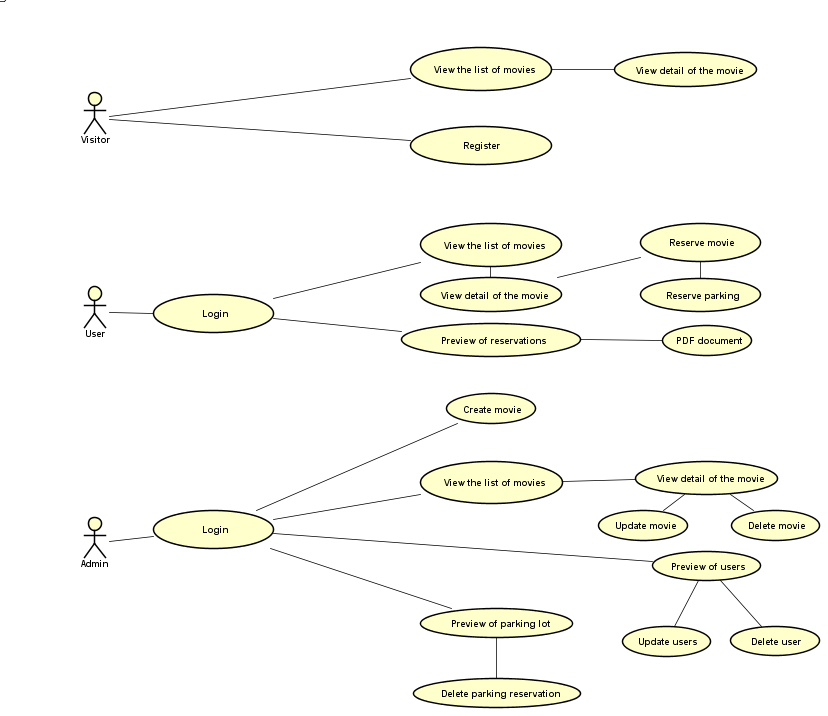 View the list of movies
View detail of the movie
Visitor
Register
View the list of movies
Reserve movie
View detail of the movie
Reserve parking
User
Login
Preview of reservations
PDF document
Create movie
View the list of movies
View detail of the movie
Update movie
Delete movie
Admin
Login
Preview of users
Preview of parking lot
Update users
Delete user
Delete parking reservation